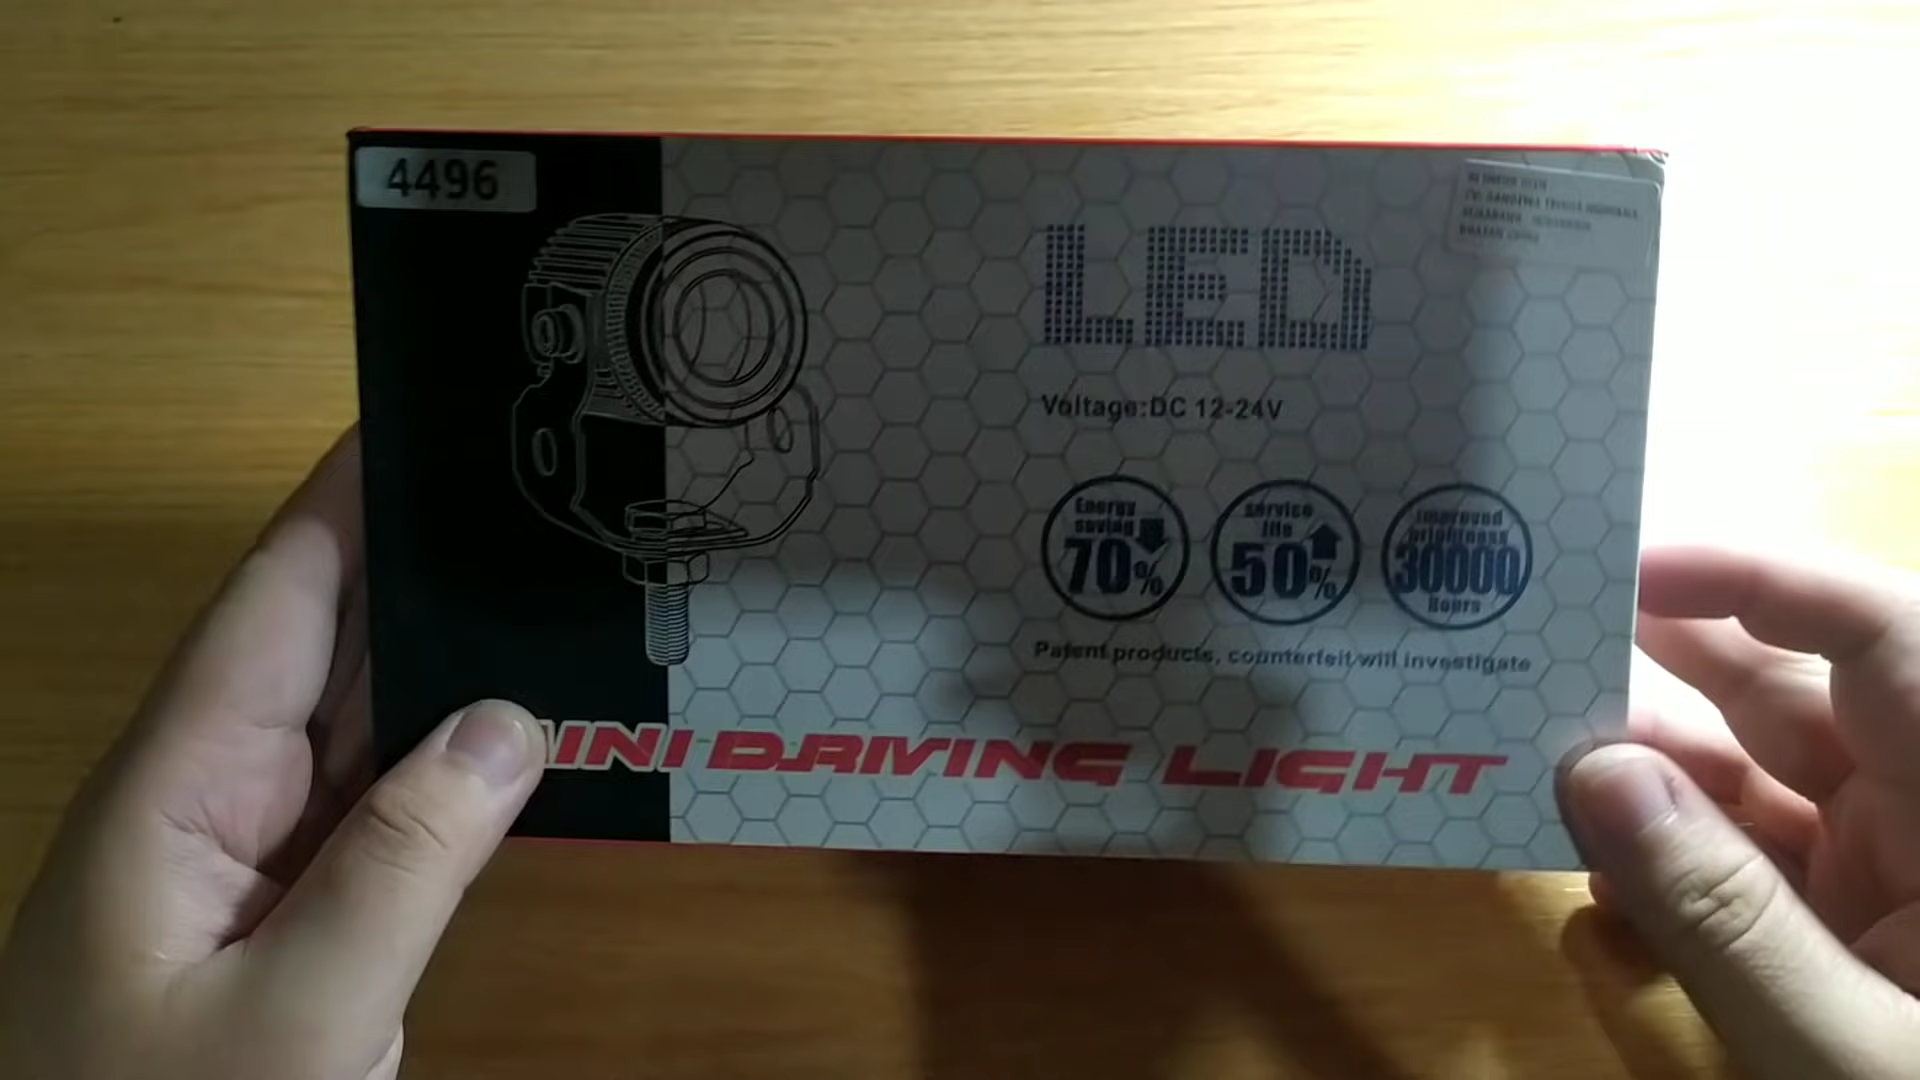 4496
LED
Voltage:DC 12-24V
Energy
saving
70%
service
life
50%
improved
brightness
30000
Hours
Patent products, counterfeit will investigate
INI DRIVING LIGHT